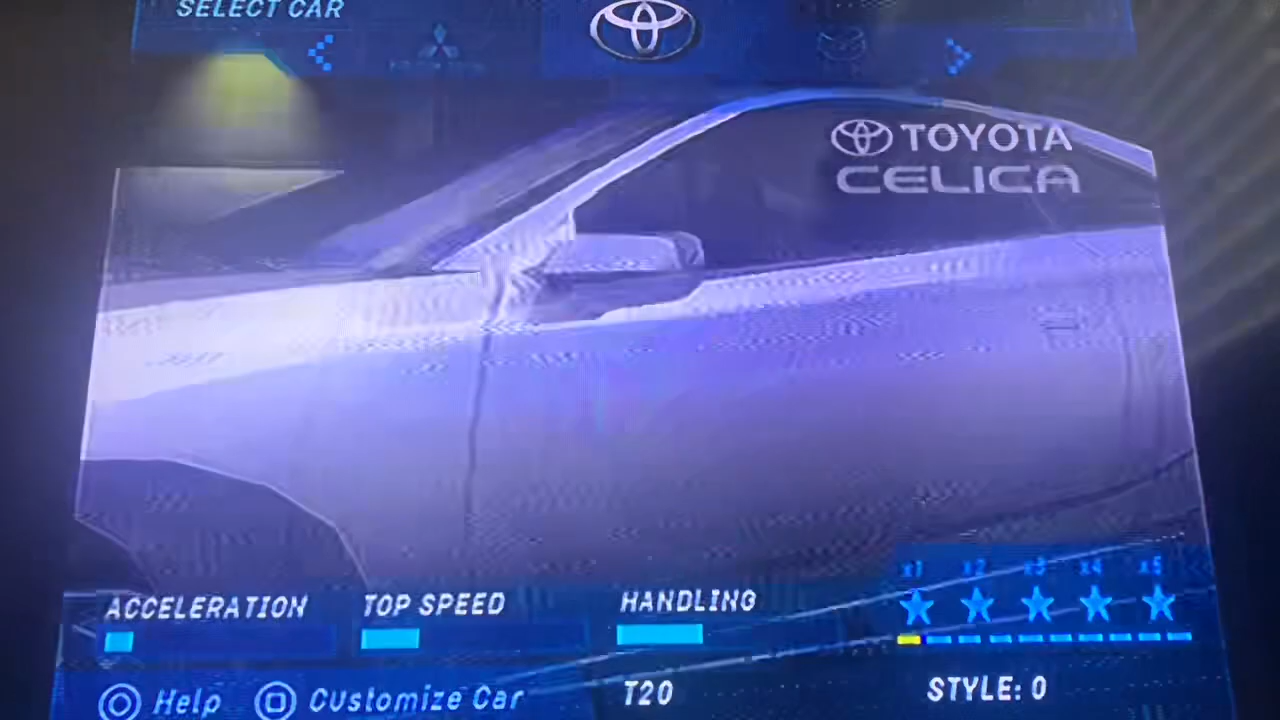 SELECT CAR
TOYOTA
CELICA
x1 x2 x3 x4 x5
ACCELERATION TOP SPEED HANDLING
Help Customize Car T20 STYLE: 0